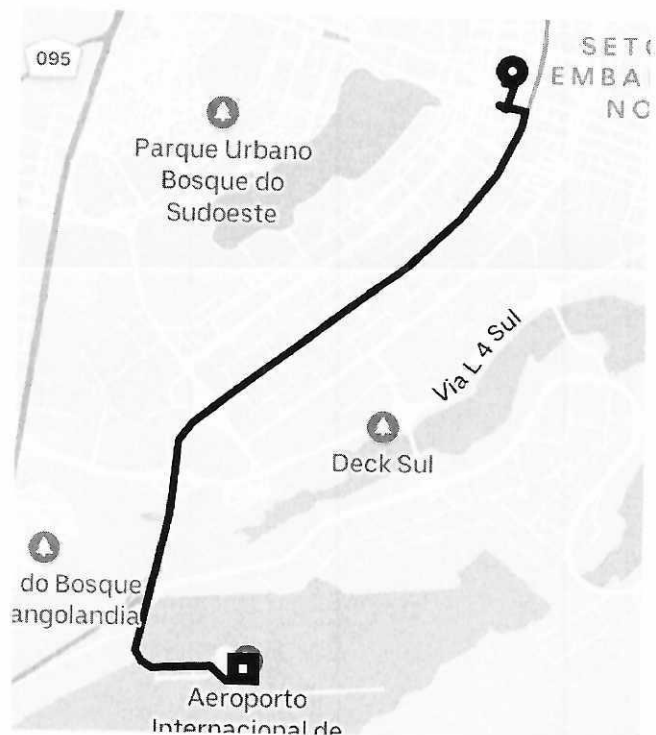 095
SETO
EMBAI
NO
Parque Urbano
Bosque do
Sudoeste
Via L 4 Sul
Deck Sul
do Bosque
angolandia
Aeroporto
Internacional de